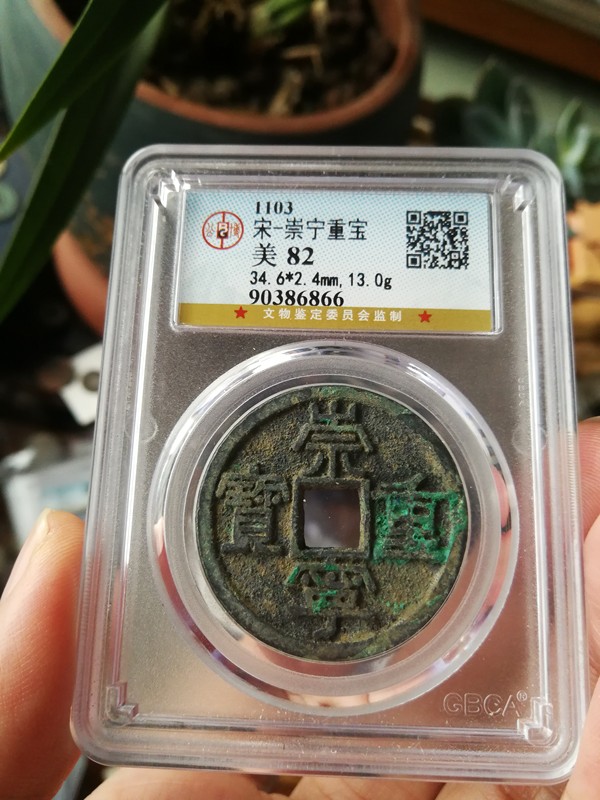 1103
宋-崇宁重宝
美 82
34.6*2.4mm,13.0g
90386866
★ 文物鉴定委员会监制 ★
崇
寶 重
寧
GBCA®